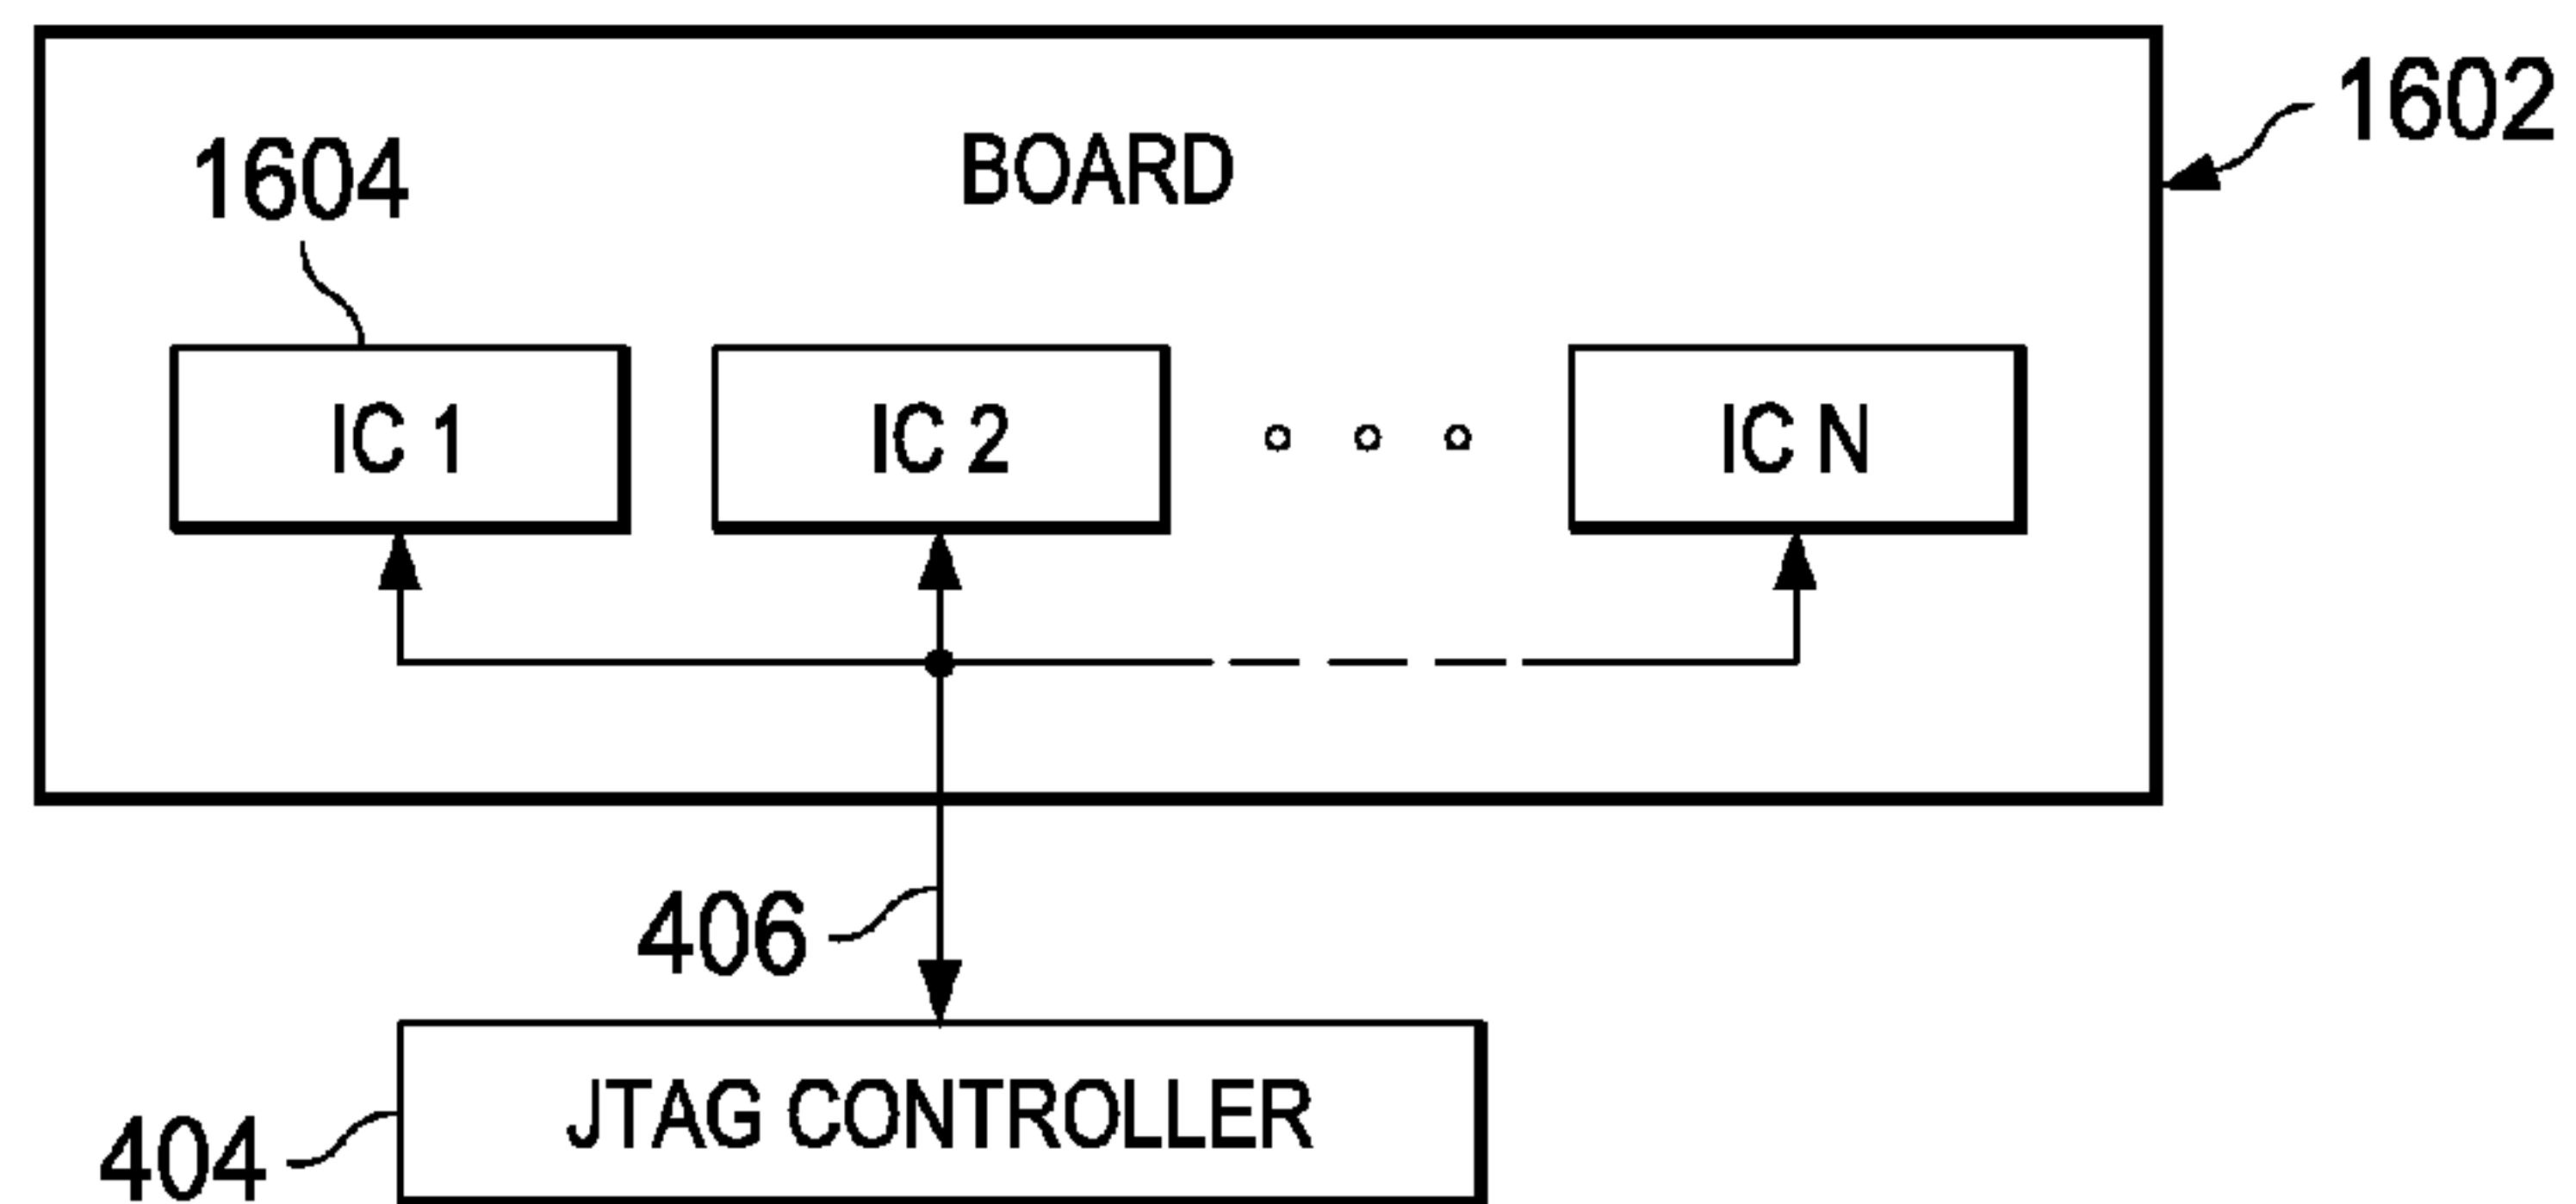 1602
BOARD
1604
IC 1
IC 2
IC N
406
JTAG CONTROLLER
404